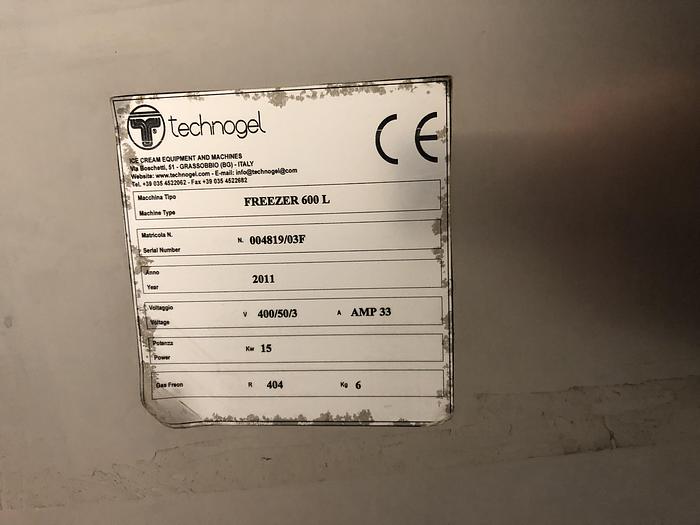 technogel
CE
ICE CREAM EQUIPMENT AND MACHINES
Via Boschetti, 51 - GRASSOBBIO (BG) - ITALY
Website: www.technogel.com - E-mail: info@technogel@com
Tel. +39 035 4522062 - Fax +39 035 4522682
Macchina Tipo
Machine Type
FREEZER 600 L
Matricola N.
Serial Number
N. 004819/03F
Anno
Year
2011
Voltaggio
Voltage
V 400/50/3 A AMP 33
Potenza
Power
Kw 15
Gas Freon R 404 Kg 6